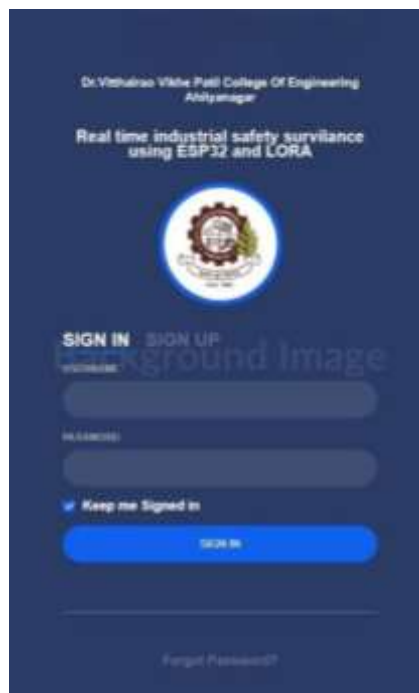 Dr.Vitthalrao Vikhe Patil College Of Engineering
Ahilyanagar
Real time industrial safety survilance
using ESP32 and LORA
SIGN IN SIGN UP
Background Image
USERNAME
PASSWORD
Keep me Signed in
SIGN IN
Forgot Password?